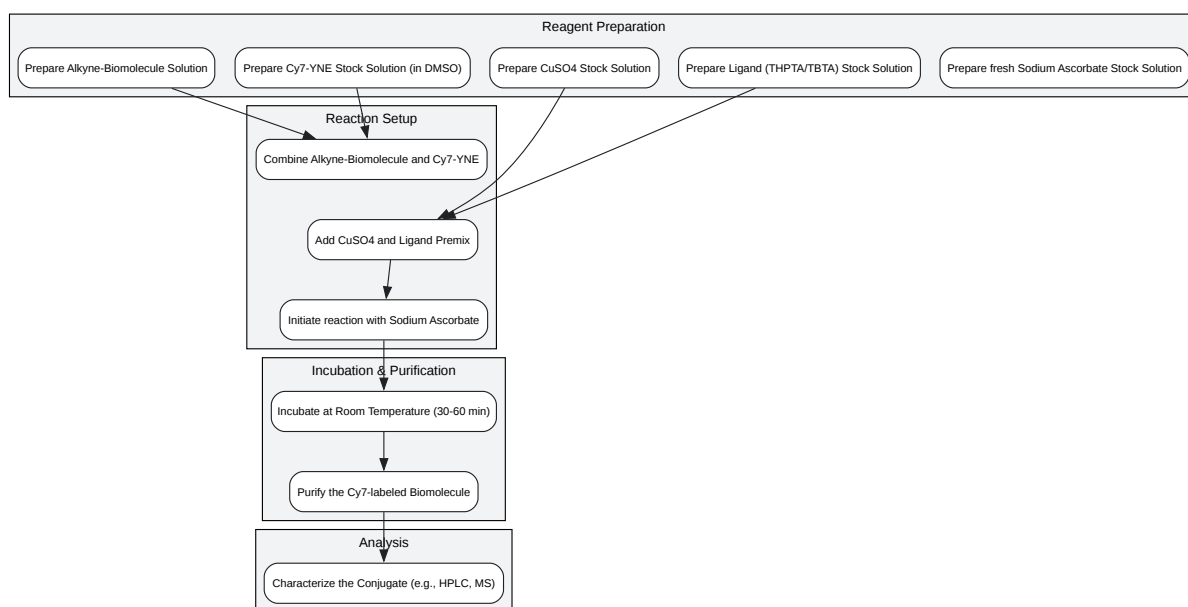 Reagent Preparation
Prepare Alkyne-Biomolecule Solution
Prepare Cy7-YNE Stock Solution (in DMSO)
Prepare CuSO4 Stock Solution
Prepare Ligand (THPTA/TBTA) Stock Solution
Prepare fresh Sodium Ascorbate Stock Solution
Reaction Setup
Combine Alkyne-Biomolecule and Cy7-YNE
Add CuSO4 and Ligand Premix
Initiate reaction with Sodium Ascorbate
Incubation & Purification
Incubate at Room Temperature (30-60 min)
Purify the Cy7-labeled Biomolecule
Analysis
Characterize the Conjugate (e.g., HPLC, MS)